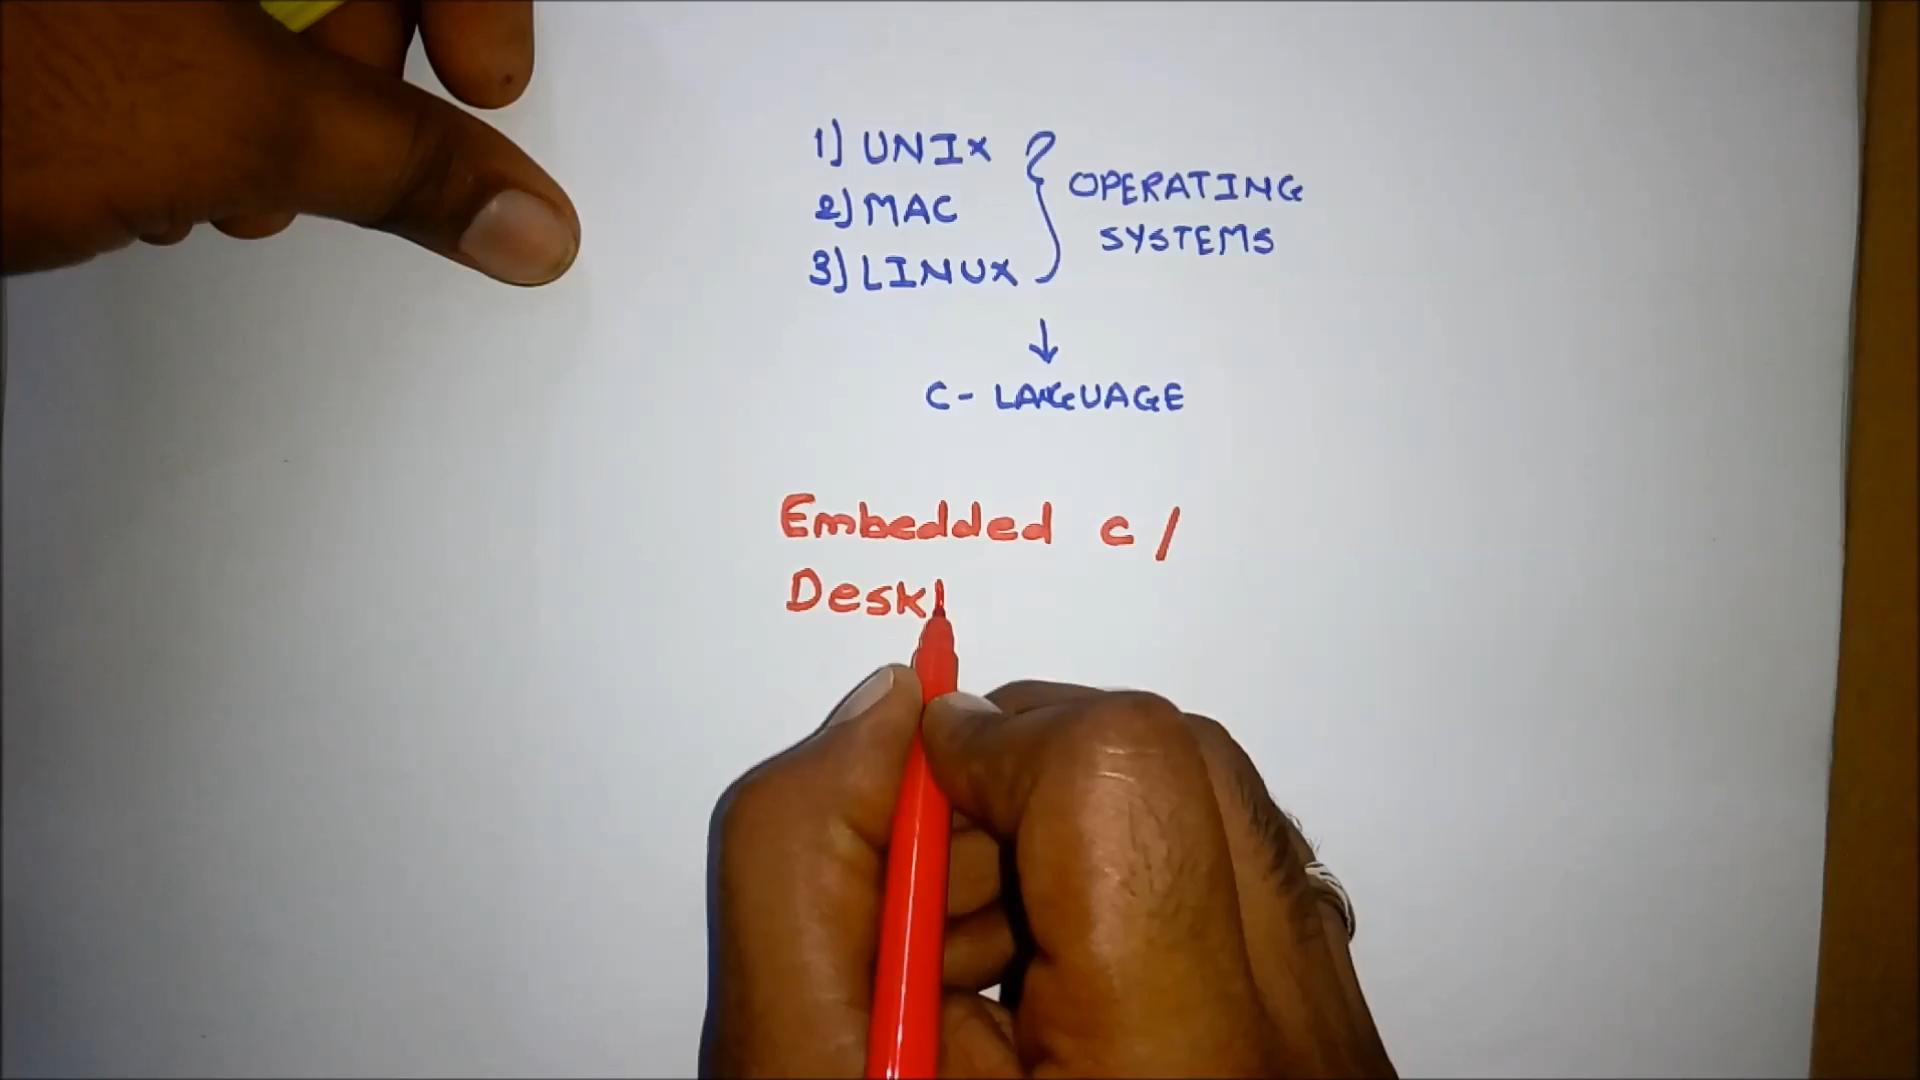 1) UNIX
2) MAC
3) LINUX
OPERATING
SYSTEMS
C - LANGUAGE
Embedded c /
Desk